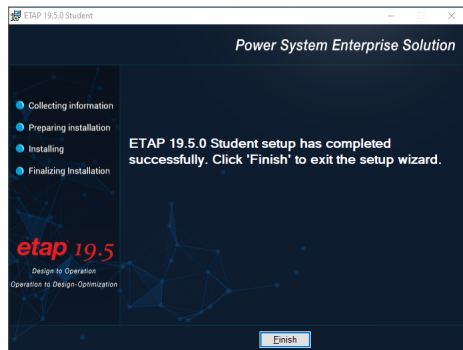 ETAP 19.5.0 Student
Power System Enterprise Solution
Collecting information
Preparing installation
Installing
Finalizing Installation
ETAP 19.5.0 Student setup has completed
successfully. Click 'Finish' to exit the setup wizard.
etap 19.5
Design to Operation
Operation to Design-Optimization
Finish